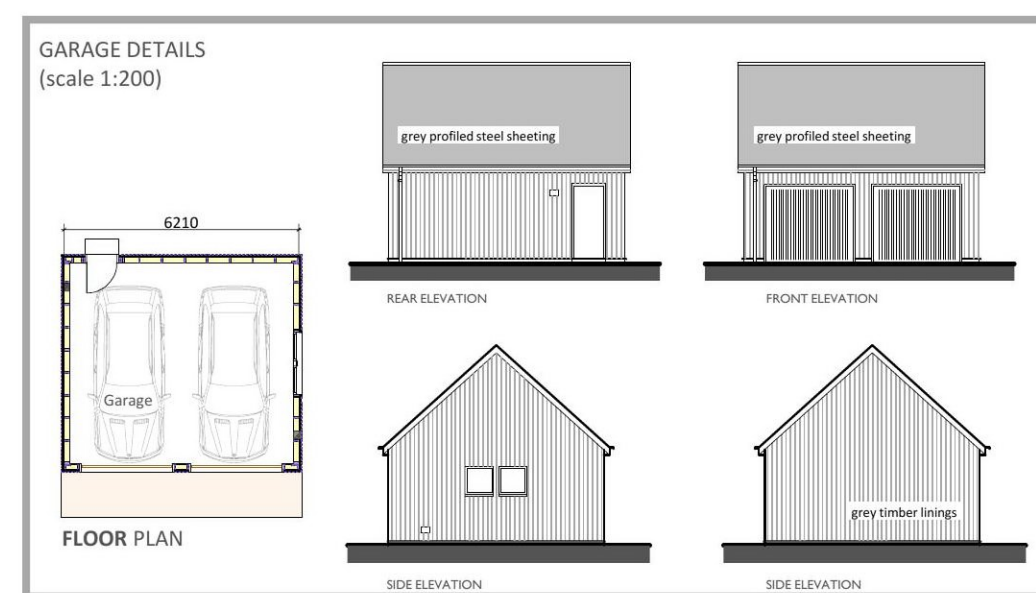 GARAGE DETAILS
(scale 1:200)
grey profiled steel sheeting
grey profiled steel sheeting
6210
REAR ELEVATION
FRONT ELEVATION
Garage
grey timber linings
FLOOR PLAN
SIDE ELEVATION
SIDE ELEVATION